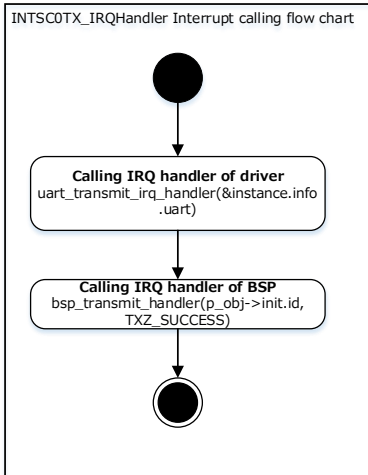 INTSC0TX_IRQHandler Interrupt calling flow chart
Calling IRQ handler of driver
uart_transmit_irq_handler(&instance.info
.uart)
Calling IRQ handler of BSP
bsp_transmit_handler(p_obj->init.id,
TXZ_SUCCESS)